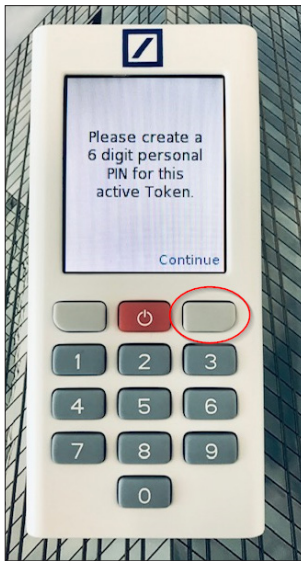 Please create a
6 digit personal
PIN for this
active Token.
Continue
1 2 3
4 5 6
7 8 9
0